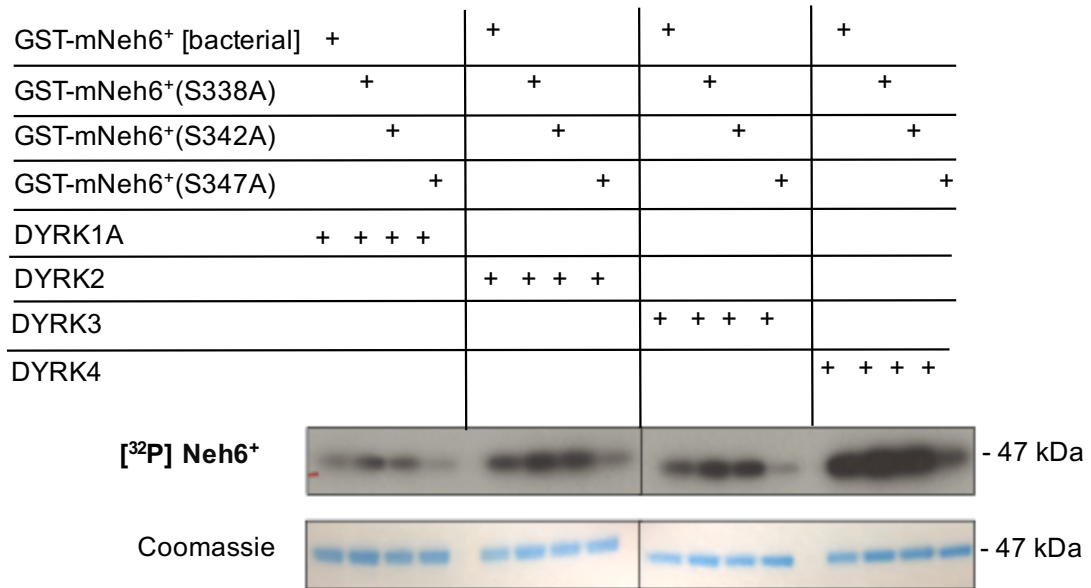 GST-mNeh6⁺ [bacterial] + + + +
GST-mNeh6⁺(S338A) + + + +
GST-mNeh6⁺(S342A) + + + +
GST-mNeh6⁺(S347A) + + + +
DYRK1A + + + +
DYRK2 + + + +
DYRK3 + + + +
DYRK4 + + + +
[³²P] Neh6⁺ - 47 kDa
Coomassie - 47 kDa